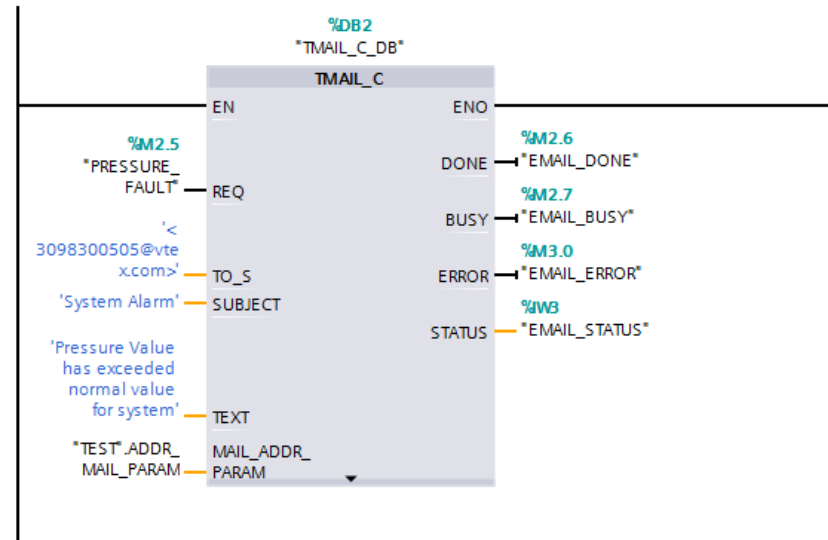 %DB2
"TMAIL_C_DB"
TMAIL_C
EN
ENO
%M2.5
"PRESSURE_
FAULT"
REQ
%M2.6
DONE
"EMAIL_DONE"
%M2.7
BUSY
"EMAIL_BUSY"
'<
3098300505@vte
x.com>'
TO_S
%M3.0
ERROR
"EMAIL_ERROR"
'System Alarm'
SUBJECT
%IW3
STATUS
"EMAIL_STATUS"
'Pressure Value
has exceeded
normal value
for system'
TEXT
"TEST".ADDR_
MAIL_PARAM
MAIL_ADDR_
PARAM